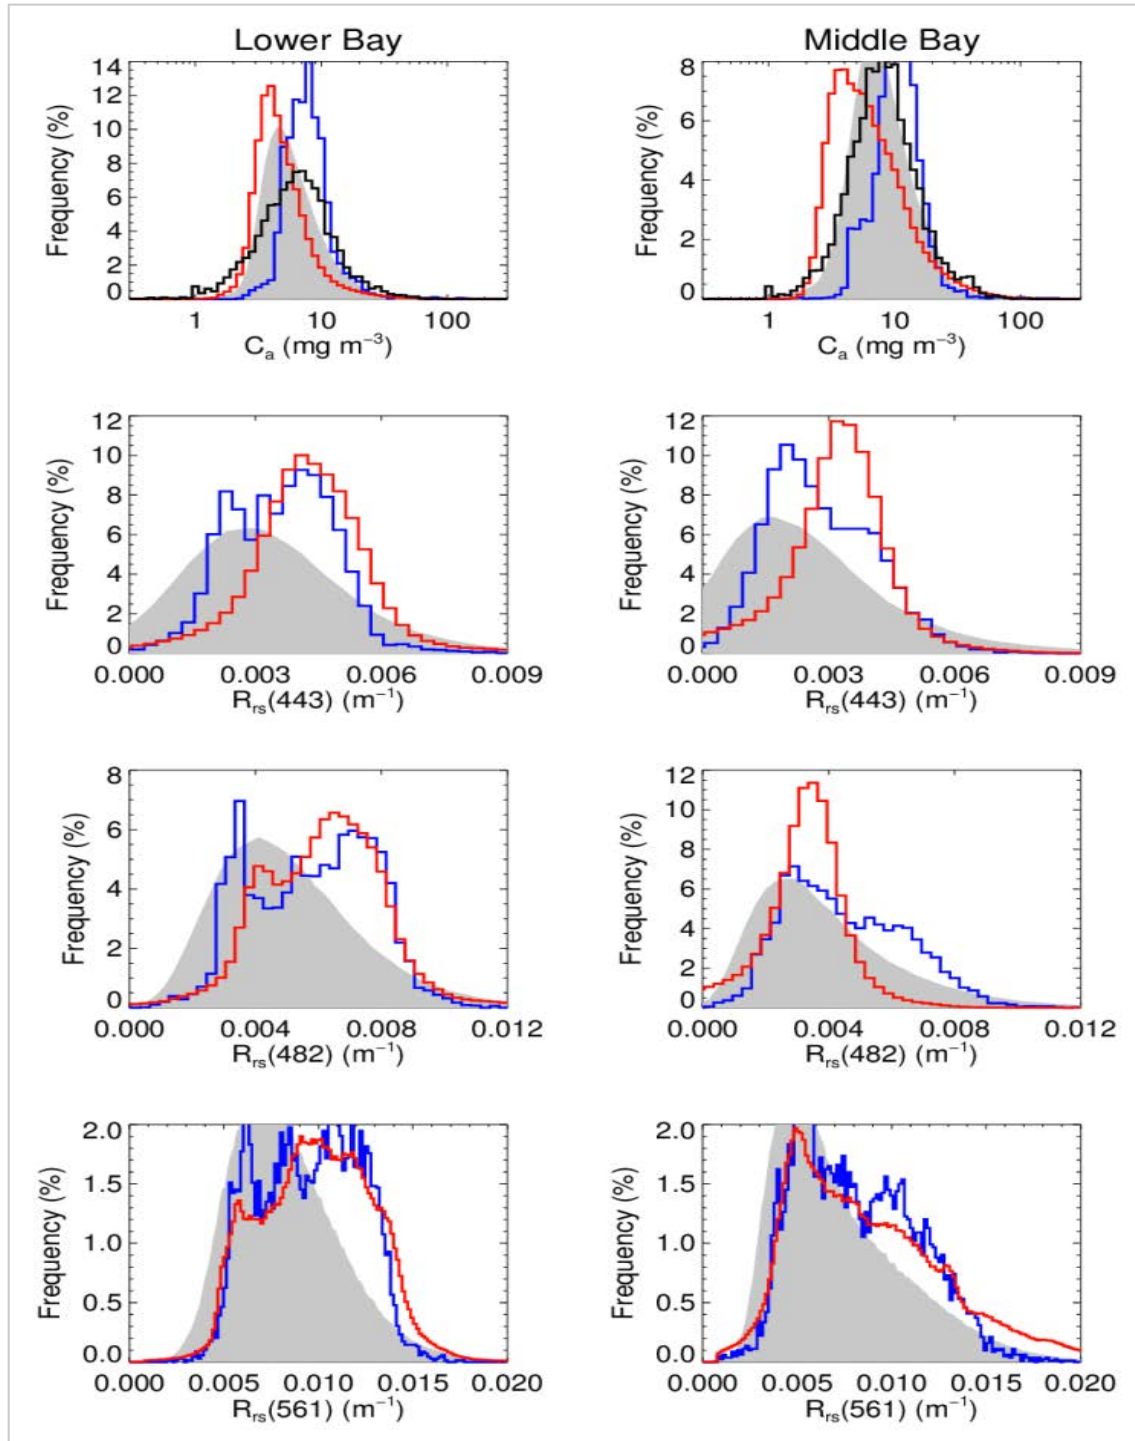 Lower Bay
Middle Bay
14
12
10
8
6
4
2
0
Frequency (%)
1 10 100
Cₐ (mg m⁻³)
8
6
4
2
0
Frequency (%)
1 10 100
Cₐ (mg m⁻³)
12
10
8
6
4
2
0
Frequency (%)
0.000 0.003 0.006 0.009
Rrs(443) (m⁻¹)
12
10
8
6
4
2
0
Frequency (%)
0.000 0.003 0.006 0.009
Rrs(443) (m⁻¹)
8
6
4
2
0
Frequency (%)
0.000 0.004 0.008 0.012
Rrs(482) (m⁻¹)
12
10
8
6
4
2
0
Frequency (%)
0.000 0.004 0.008 0.012
Rrs(482) (m⁻¹)
2.0
1.5
1.0
0.5
0.0
Frequency (%)
0.000 0.005 0.010 0.015 0.020
Rrs(561) (m⁻¹)
2.0
1.5
1.0
0.5
0.0
Frequency (%)
0.000 0.005 0.010 0.015 0.020
Rrs(561) (m⁻¹)